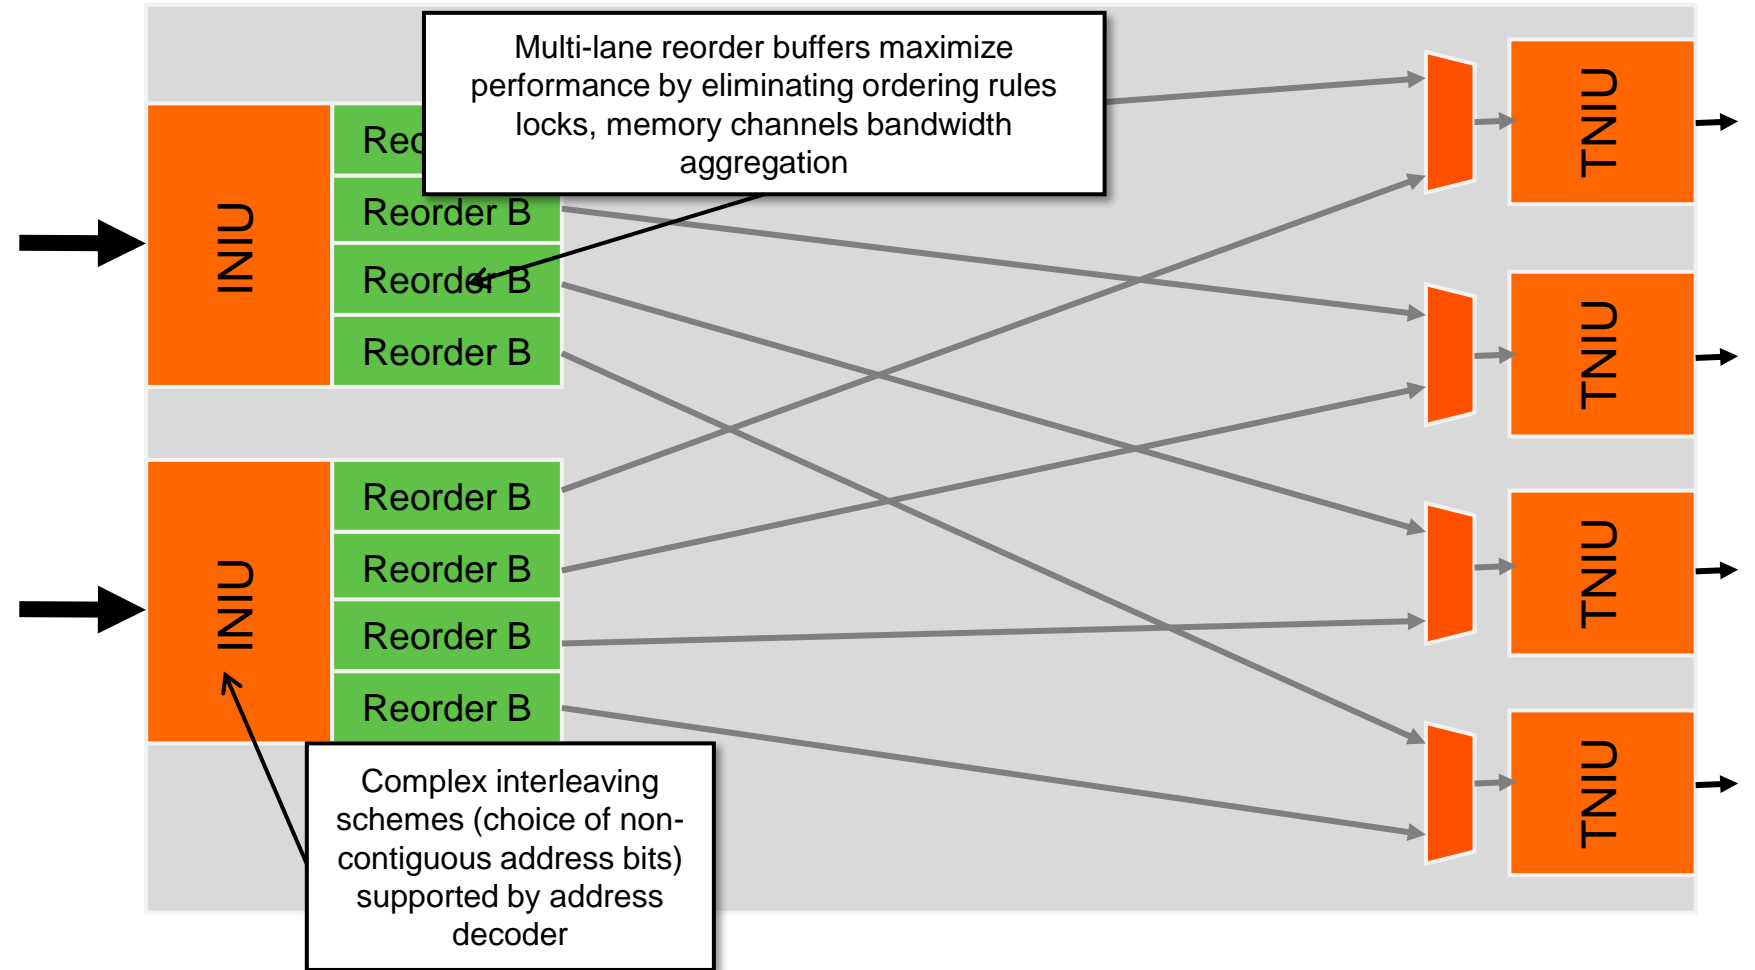 Multi-lane reorder buffers maximize
performance by eliminating ordering rules
locks, memory channels bandwidth
aggregation
INIU
Reorder B
Reorder B
Reorder B
INIU
Reorder B
Reorder B
Reorder B
Reorder B
TNIU
TNIU
TNIU
TNIU
Complex interleaving
schemes (choice of non-
contiguous address bits)
supported by address
decoder